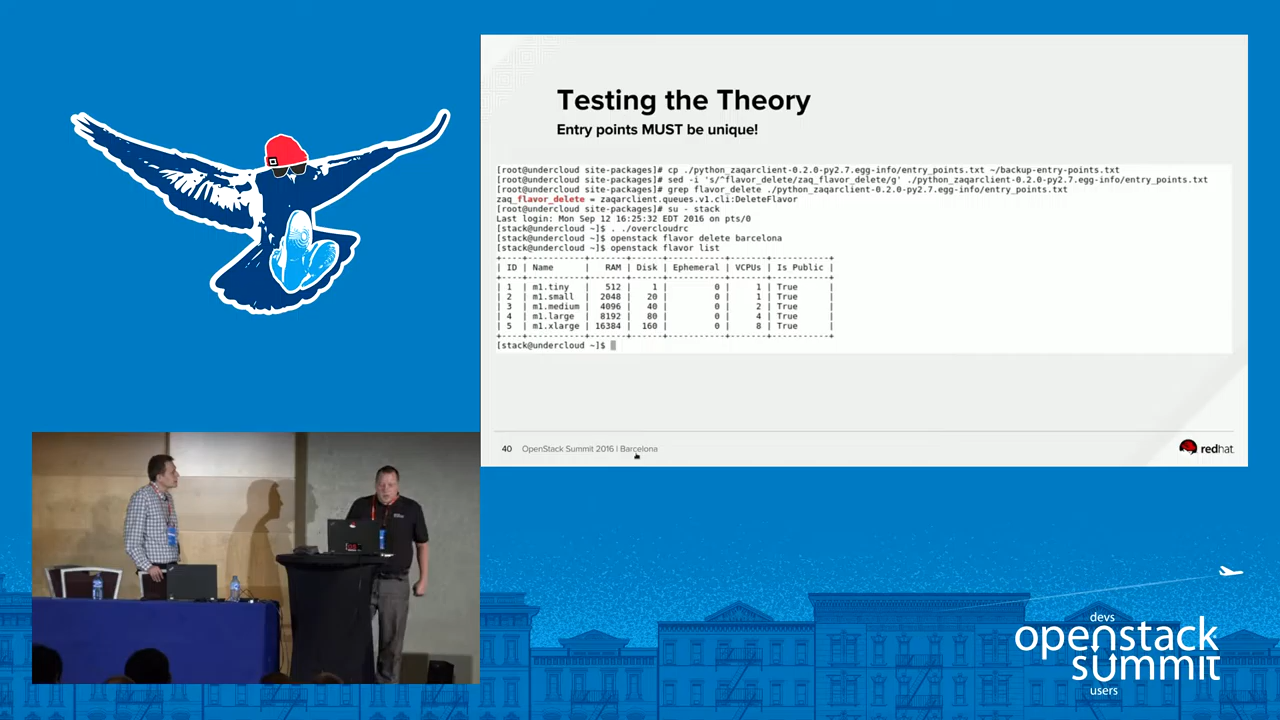 Testing the Theory
Entry points MUST be unique!
[root@undercloud site-packages]# cp ./python_zaqarclient-0.2.0-py2.7.egg-info/entry_points.txt ~/backup-entry-points.txt
[root@undercloud site-packages]# sed -i 's/^flavor_delete/zaq_flavor_delete/g' ./python_zaqarclient-0.2.0-py2.7.egg-info/entry_points.txt
[root@undercloud site-packages]# grep flavor_delete ./python_zaqarclient-0.2.0-py2.7.egg-info/entry_points.txt
zaq_flavor_delete = zaqarclient.queues.v1.cli:DeleteFlavor
[root@undercloud site-packages]# su - stack
Last login: Mon Sep 12 16:25:32 EDT 2016 on pts/0
[stack@undercloud ~]$ . ./overcloudrc
[stack@undercloud ~]$ openstack flavor delete barcelona
[stack@undercloud ~]$ openstack flavor list
+----+-----------+-------+------+-----------+-------+-----------+
| ID | Name | RAM | Disk | Ephemeral | VCPUs | Is Public |
+----+-----------+-------+------+-----------+-------+-----------+
| 1 | m1.tiny | 512 | 1 | 0 | 1 | True |
| 2 | m1.small | 2048 | 20 | 0 | 1 | True |
| 3 | m1.medium | 4096 | 40 | 0 | 2 | True |
| 4 | m1.large | 8192 | 80 | 0 | 4 | True |
| 5 | m1.xlarge | 16384 | 160 | 0 | 8 | True |
+----+-----------+-------+------+-----------+-------+-----------+
[stack@undercloud ~]$
40 OpenStack Summit 2016 | Barcelona
redhat
devs
openstack
summit
users